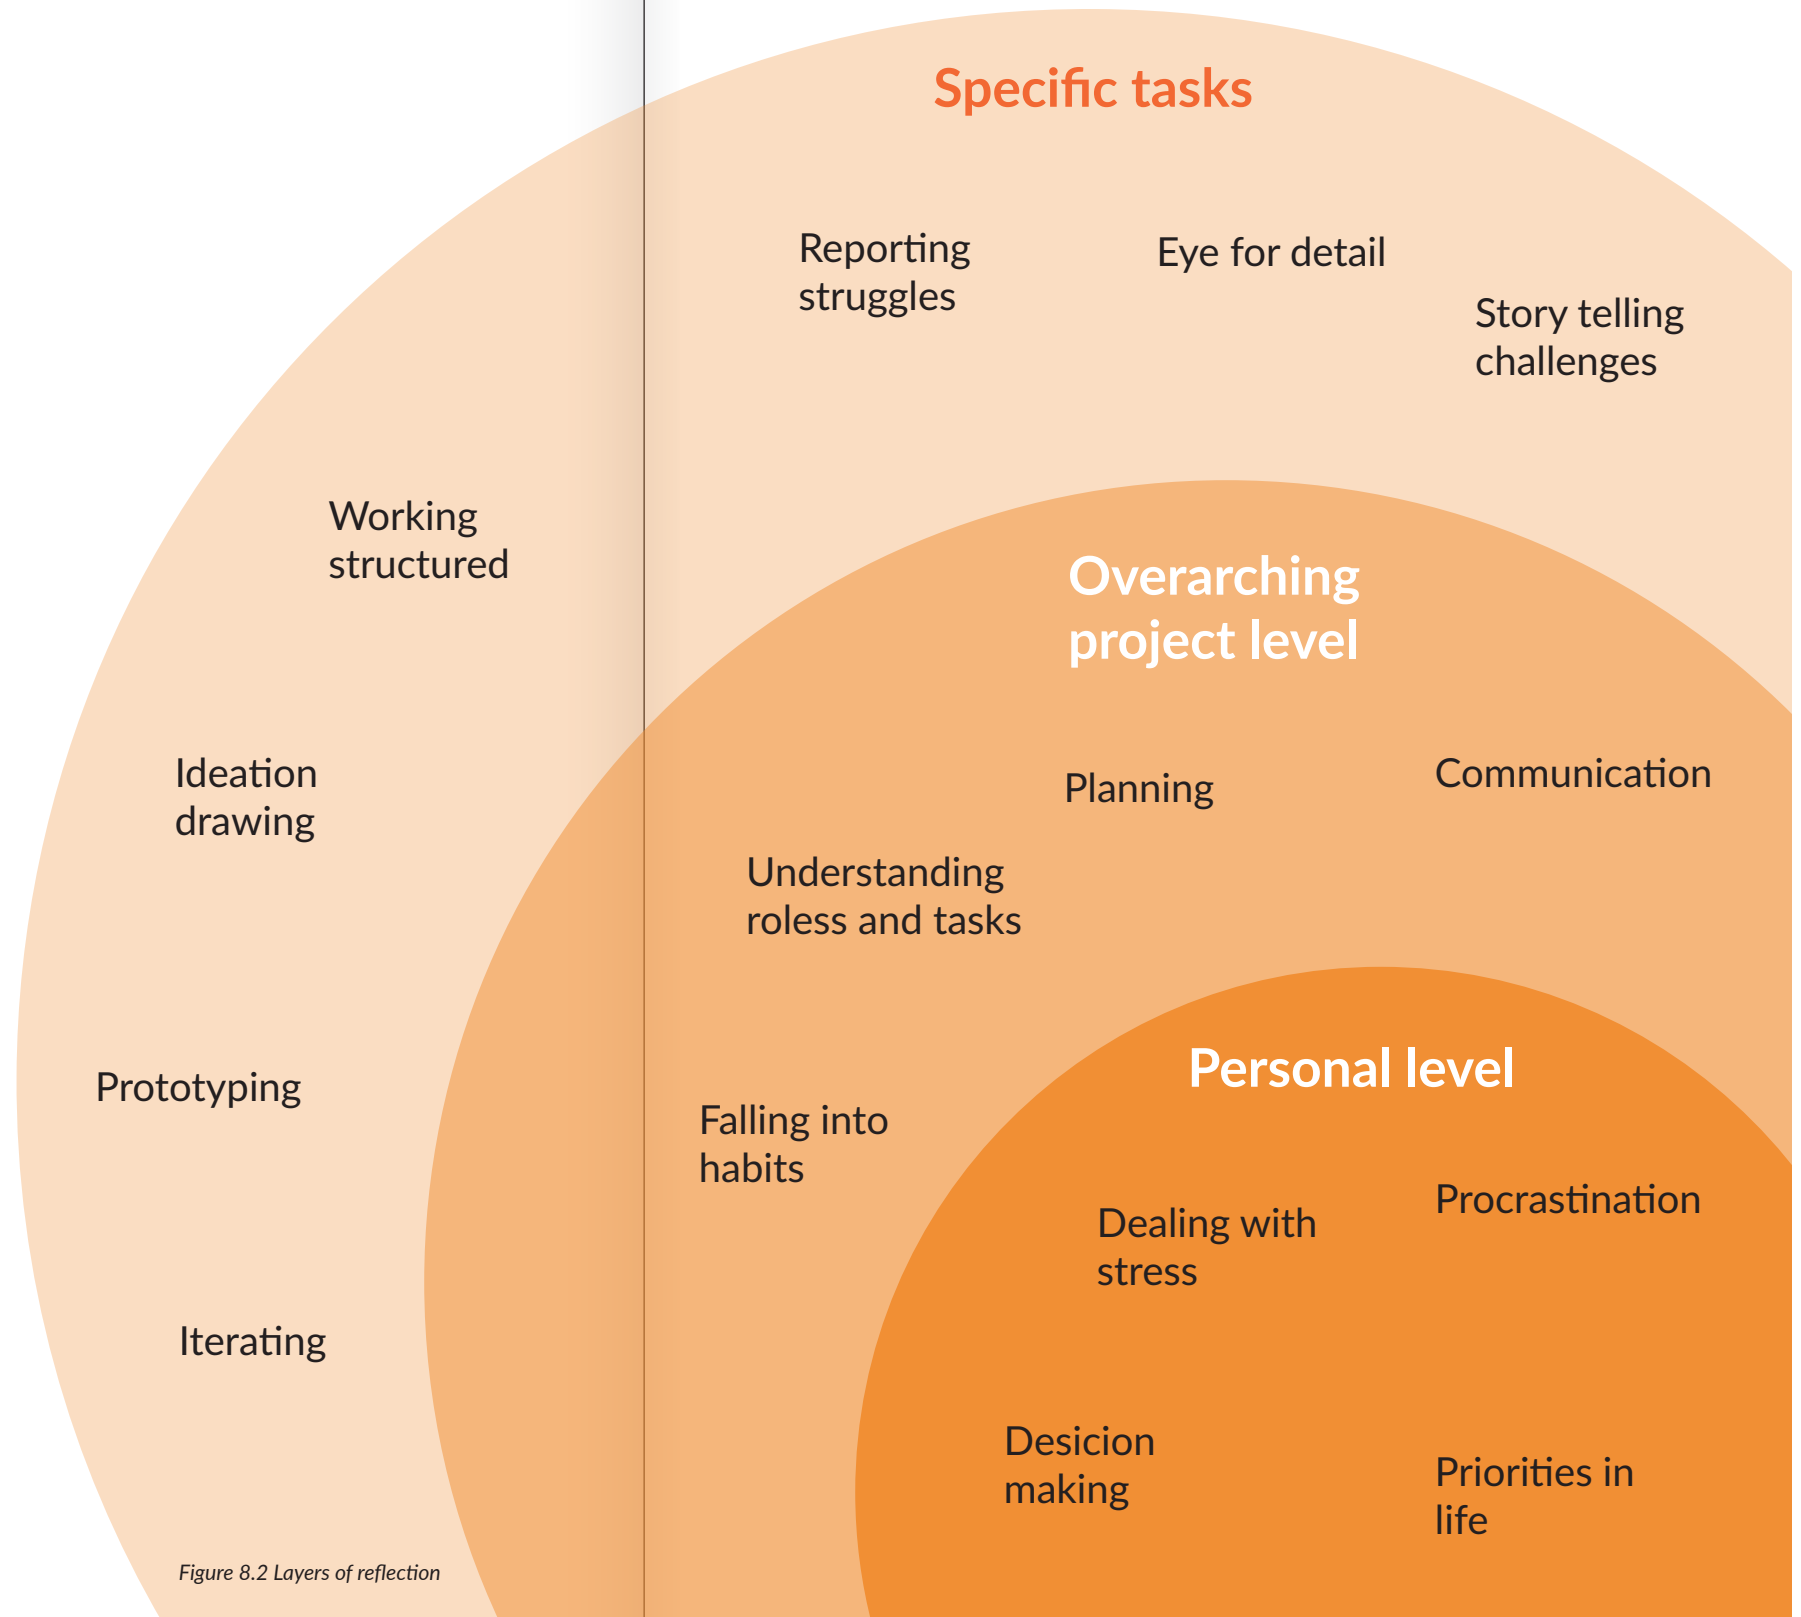 Specific tasks
Reporting
struggles
Eye for detail
Story telling
challenges
Working
structured
Overarching
project level
Ideation
drawing
Planning
Communication
Understanding
roless and tasks
Personal level
Prototyping
Falling into
habits
Procrastination
Dealing with
stress
Iterating
Desicion
making
Priorities in
life
Figure 8.2 Layers of reflection